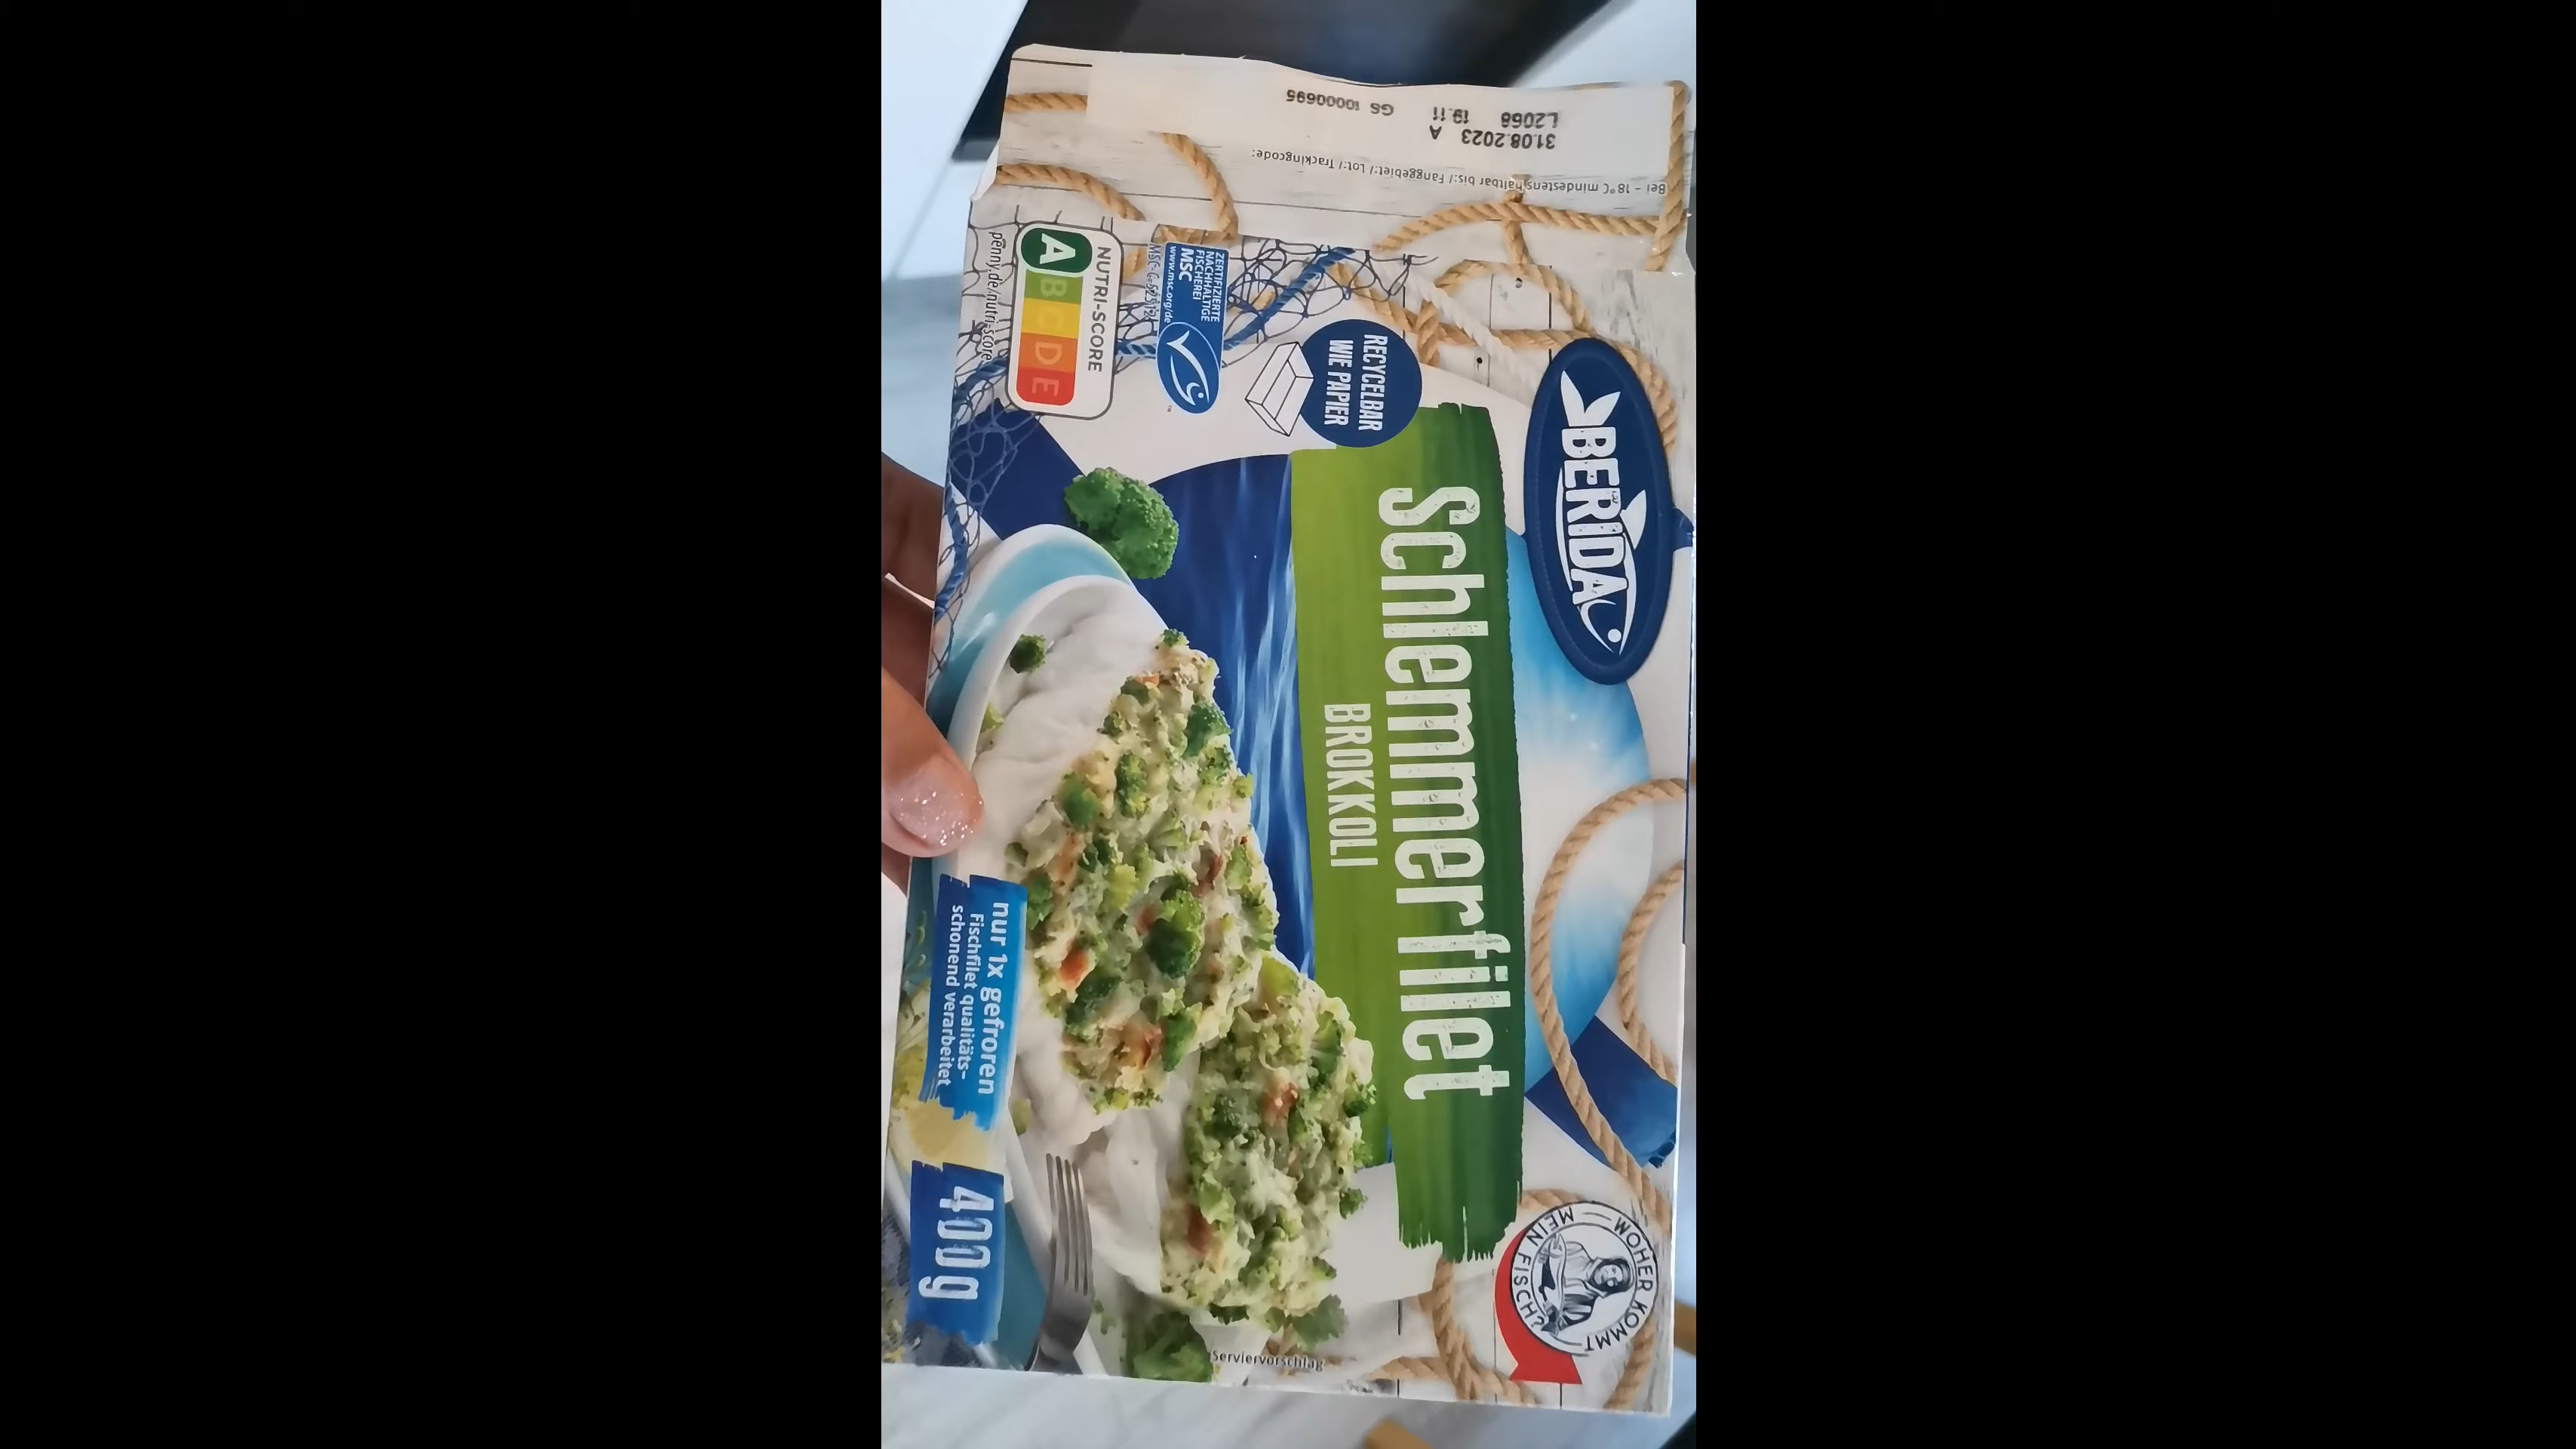 Bei - 18°C mindestens haltbar bis:/ Fanggebiet:/ Lot:/ Trackingcode:
31.08.2023 A
L2068 19:11 GS 10000695
BERIDA
WOHER KOMMT
MEIN FISCH?
Schlemmerfilet
BROKKOLI
RECYCELBAR
WIE PAPIER
ZERTIFIZIERTE
NACHHALTIGE
FISCHEREI
MSC
www.msc.org/de
NUTRI-SCORE
A B C D E
penny.de/nutri-score
nur 1x gefroren
Fischfilet qualitäts-
schonend verarbeitet
400g
Serviervorschlag